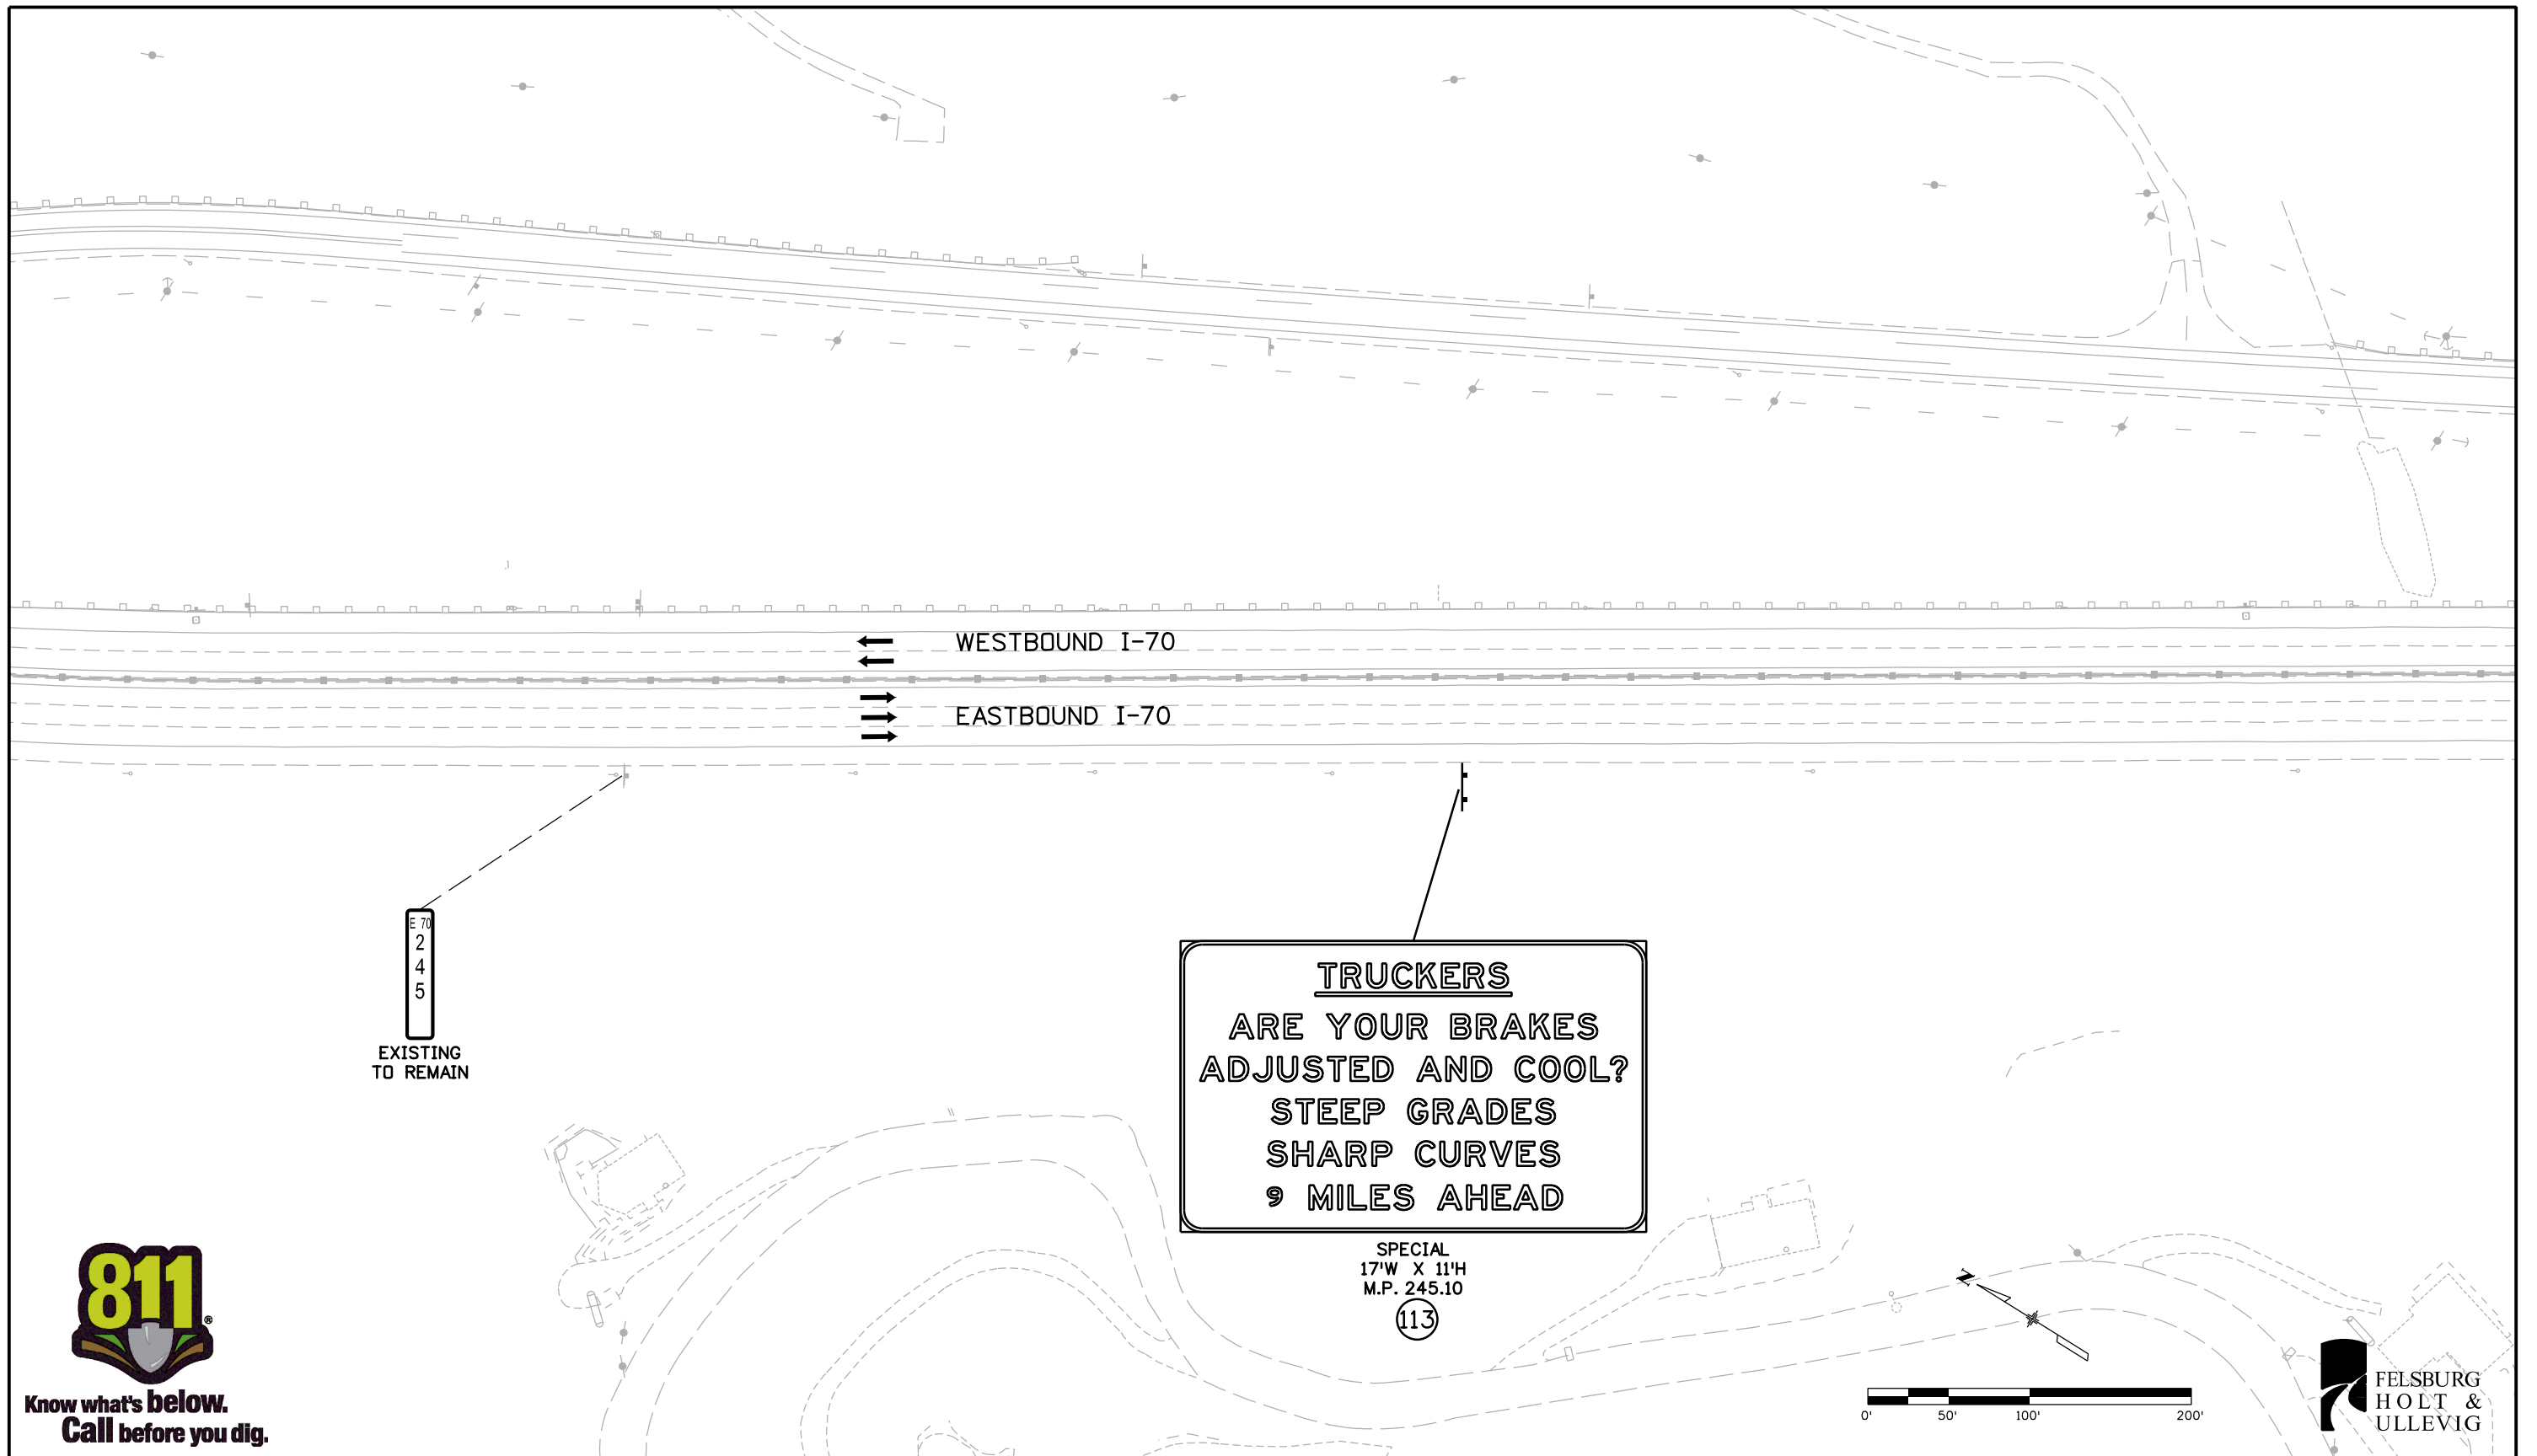 WESTBOUND I-70
EASTBOUND I-70
E 70
2
4
5
EXISTING
TO REMAIN
TRUCKERS
ARE YOUR BRAKES
ADJUSTED AND COOL?
STEEP GRADES
SHARP CURVES
9 MILES AHEAD
SPECIAL
17'W X 11'H
M.P. 245.10
113
811®
Know what's below.
Call before you dig.
N
0' 50' 100' 200'
FELSBURG
HOLT &
ULLEVIG